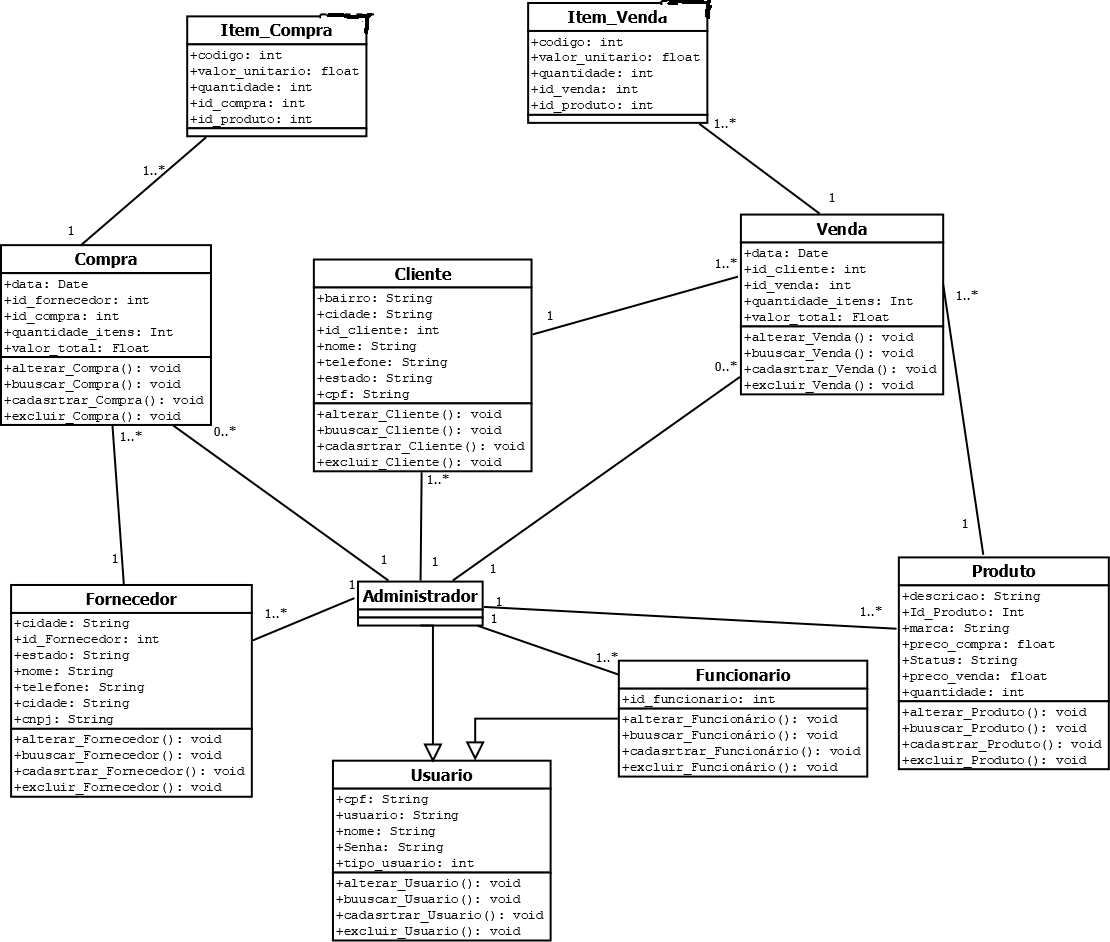 Item_Compra
+codigo: int
+valor_unitario: float
+quantidade: int
+id_compra: int
+id_produto: int
Item_Venda
+codigo: int
+valor_unitario: float
+quantidade: int
+id_venda: int
+id_produto: int
1..*
1
1..*
1
Compra
+data: Date
+id_fornecedor: int
+id_compra: int
+quantidade_itens: Int
+valor_total: Float
+alterar_Compra(): void
+buuscar_Compra(): void
+cadasrtrar_Compra(): void
+excluir_Compra(): void
Cliente
+bairro: String
+cidade: String
+id_cliente: int
+nome: String
+telefone: String
+estado: String
+cpf: String
+alterar_Cliente(): void
+buuscar_Cliente(): void
+cadasrtrar_Cliente(): void
+excluir_Cliente(): void
Venda
+data: Date
+id_cliente: int
+id_venda: int
+quantidade_itens: Int
+valor_total: Float
+alterar_Venda(): void
+buuscar_Venda(): void
+cadasrtrar_Venda(): void
+excluir_Venda(): void
1..*
1
0..*
1..*
1..*
0..*
1..*
1
1
1
1
1
Fornecedor
+cidade: String
+id_Fornecedor: int
+estado: String
+nome: String
+telefone: String
+cidade: String
+cnpj: String
+alterar_Fornecedor(): void
+buuscar_Fornecedor(): void
+cadasrtrar_Fornecedor(): void
+excluir_Fornecedor(): void
1
1..*
Administrador
1
1..*
1
1..*
Produto
+descricao: String
+Id_Produto: Int
+marca: String
+preco_compra: float
+Status: String
+preco_venda: float
+quantidade: int
+alterar_Produto(): void
+buuscar_Produto(): void
+cadastrar_Produto(): void
+excluir_Produto(): void
Funcionario
+id_funcionario: int
+alterar_Funcionário(): void
+buuscar_Funcionário(): void
+cadasrtrar_Funcionário(): void
+excluir_Funcionário(): void
Usuario
+cpf: String
+usuario: String
+nome: String
+Senha: String
+tipo_usuario: int
+alterar_Usuario(): void
+buuscar_Usuario(): void
+cadasrtrar_Usuario(): void
+excluir_Usuario(): void